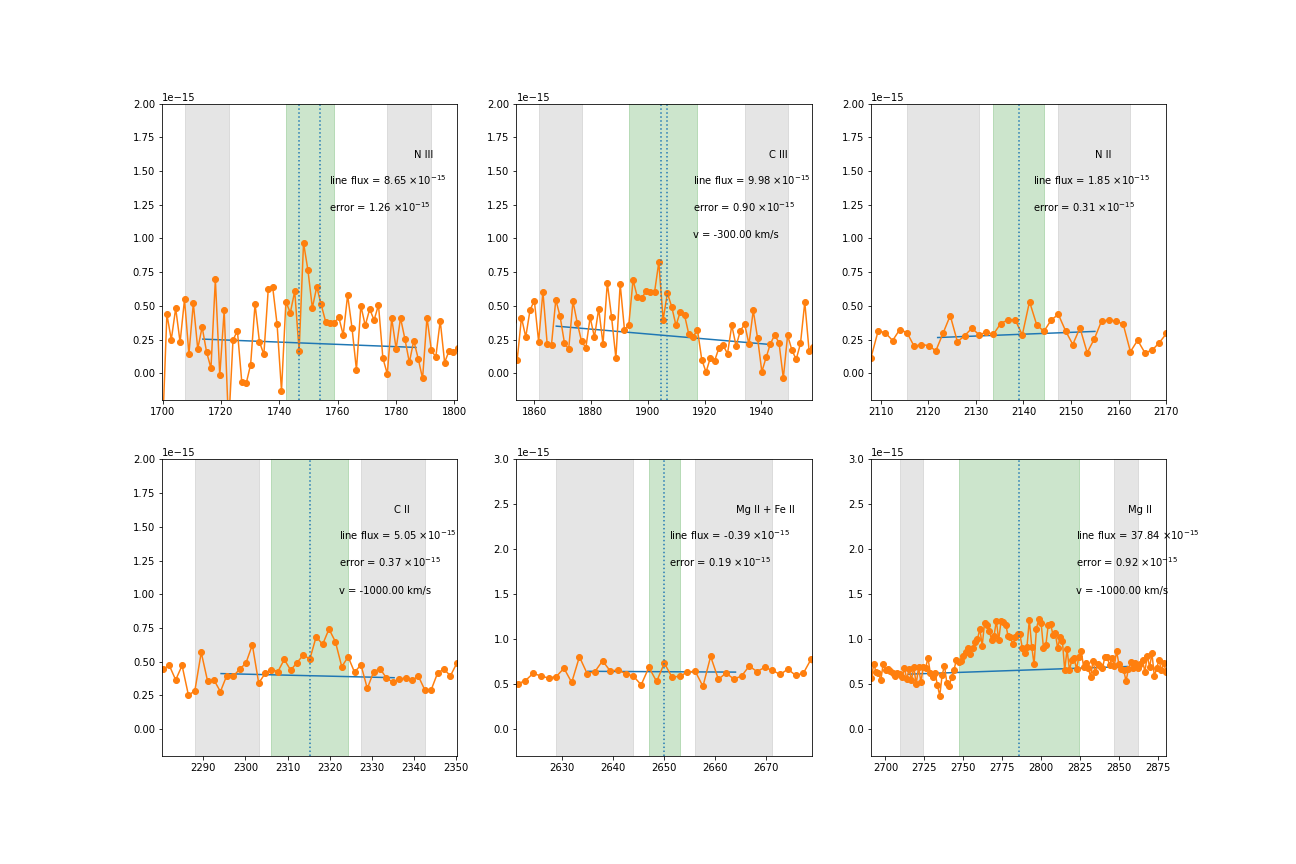 1e−15
1e−15
1e−15
2.00
1.75
1.50
1.25
1.00
0.75
0.50
0.25
0.00
N III
line flux = 8.65 ×10⁻¹⁵
error = 1.26 ×10⁻¹⁵
1700 1720 1740 1760 1780 1800
2.00
1.75
1.50
1.25
1.00
0.75
0.50
0.25
0.00
C III
line flux = 9.98 ×10⁻¹⁵
error = 0.90 ×10⁻¹⁵
v = -300.00 km/s
1860 1880 1900 1920 1940
2.00
1.75
1.50
1.25
1.00
0.75
0.50
0.25
0.00
N II
line flux = 1.85 ×10⁻¹⁵
error = 0.31 ×10⁻¹⁵
2110 2120 2130 2140 2150 2160 2170
1e−15
1e−15
1e−15
2.00
1.75
1.50
1.25
1.00
0.75
0.50
0.25
0.00
C II
line flux = 5.05 ×10⁻¹⁵
error = 0.37 ×10⁻¹⁵
v = -1000.00 km/s
2290 2300 2310 2320 2330 2340 2350
3.0
2.5
2.0
1.5
1.0
0.5
0.0
Mg II + Fe II
line flux = -0.39 ×10⁻¹⁵
error = 0.19 ×10⁻¹⁵
2630 2640 2650 2660 2670
3.0
2.5
2.0
1.5
1.0
0.5
0.0
Mg II
line flux = 37.84 ×10⁻¹⁵
error = 0.92 ×10⁻¹⁵
v = -1000.00 km/s
2700 2725 2750 2775 2800 2825 2850 2875